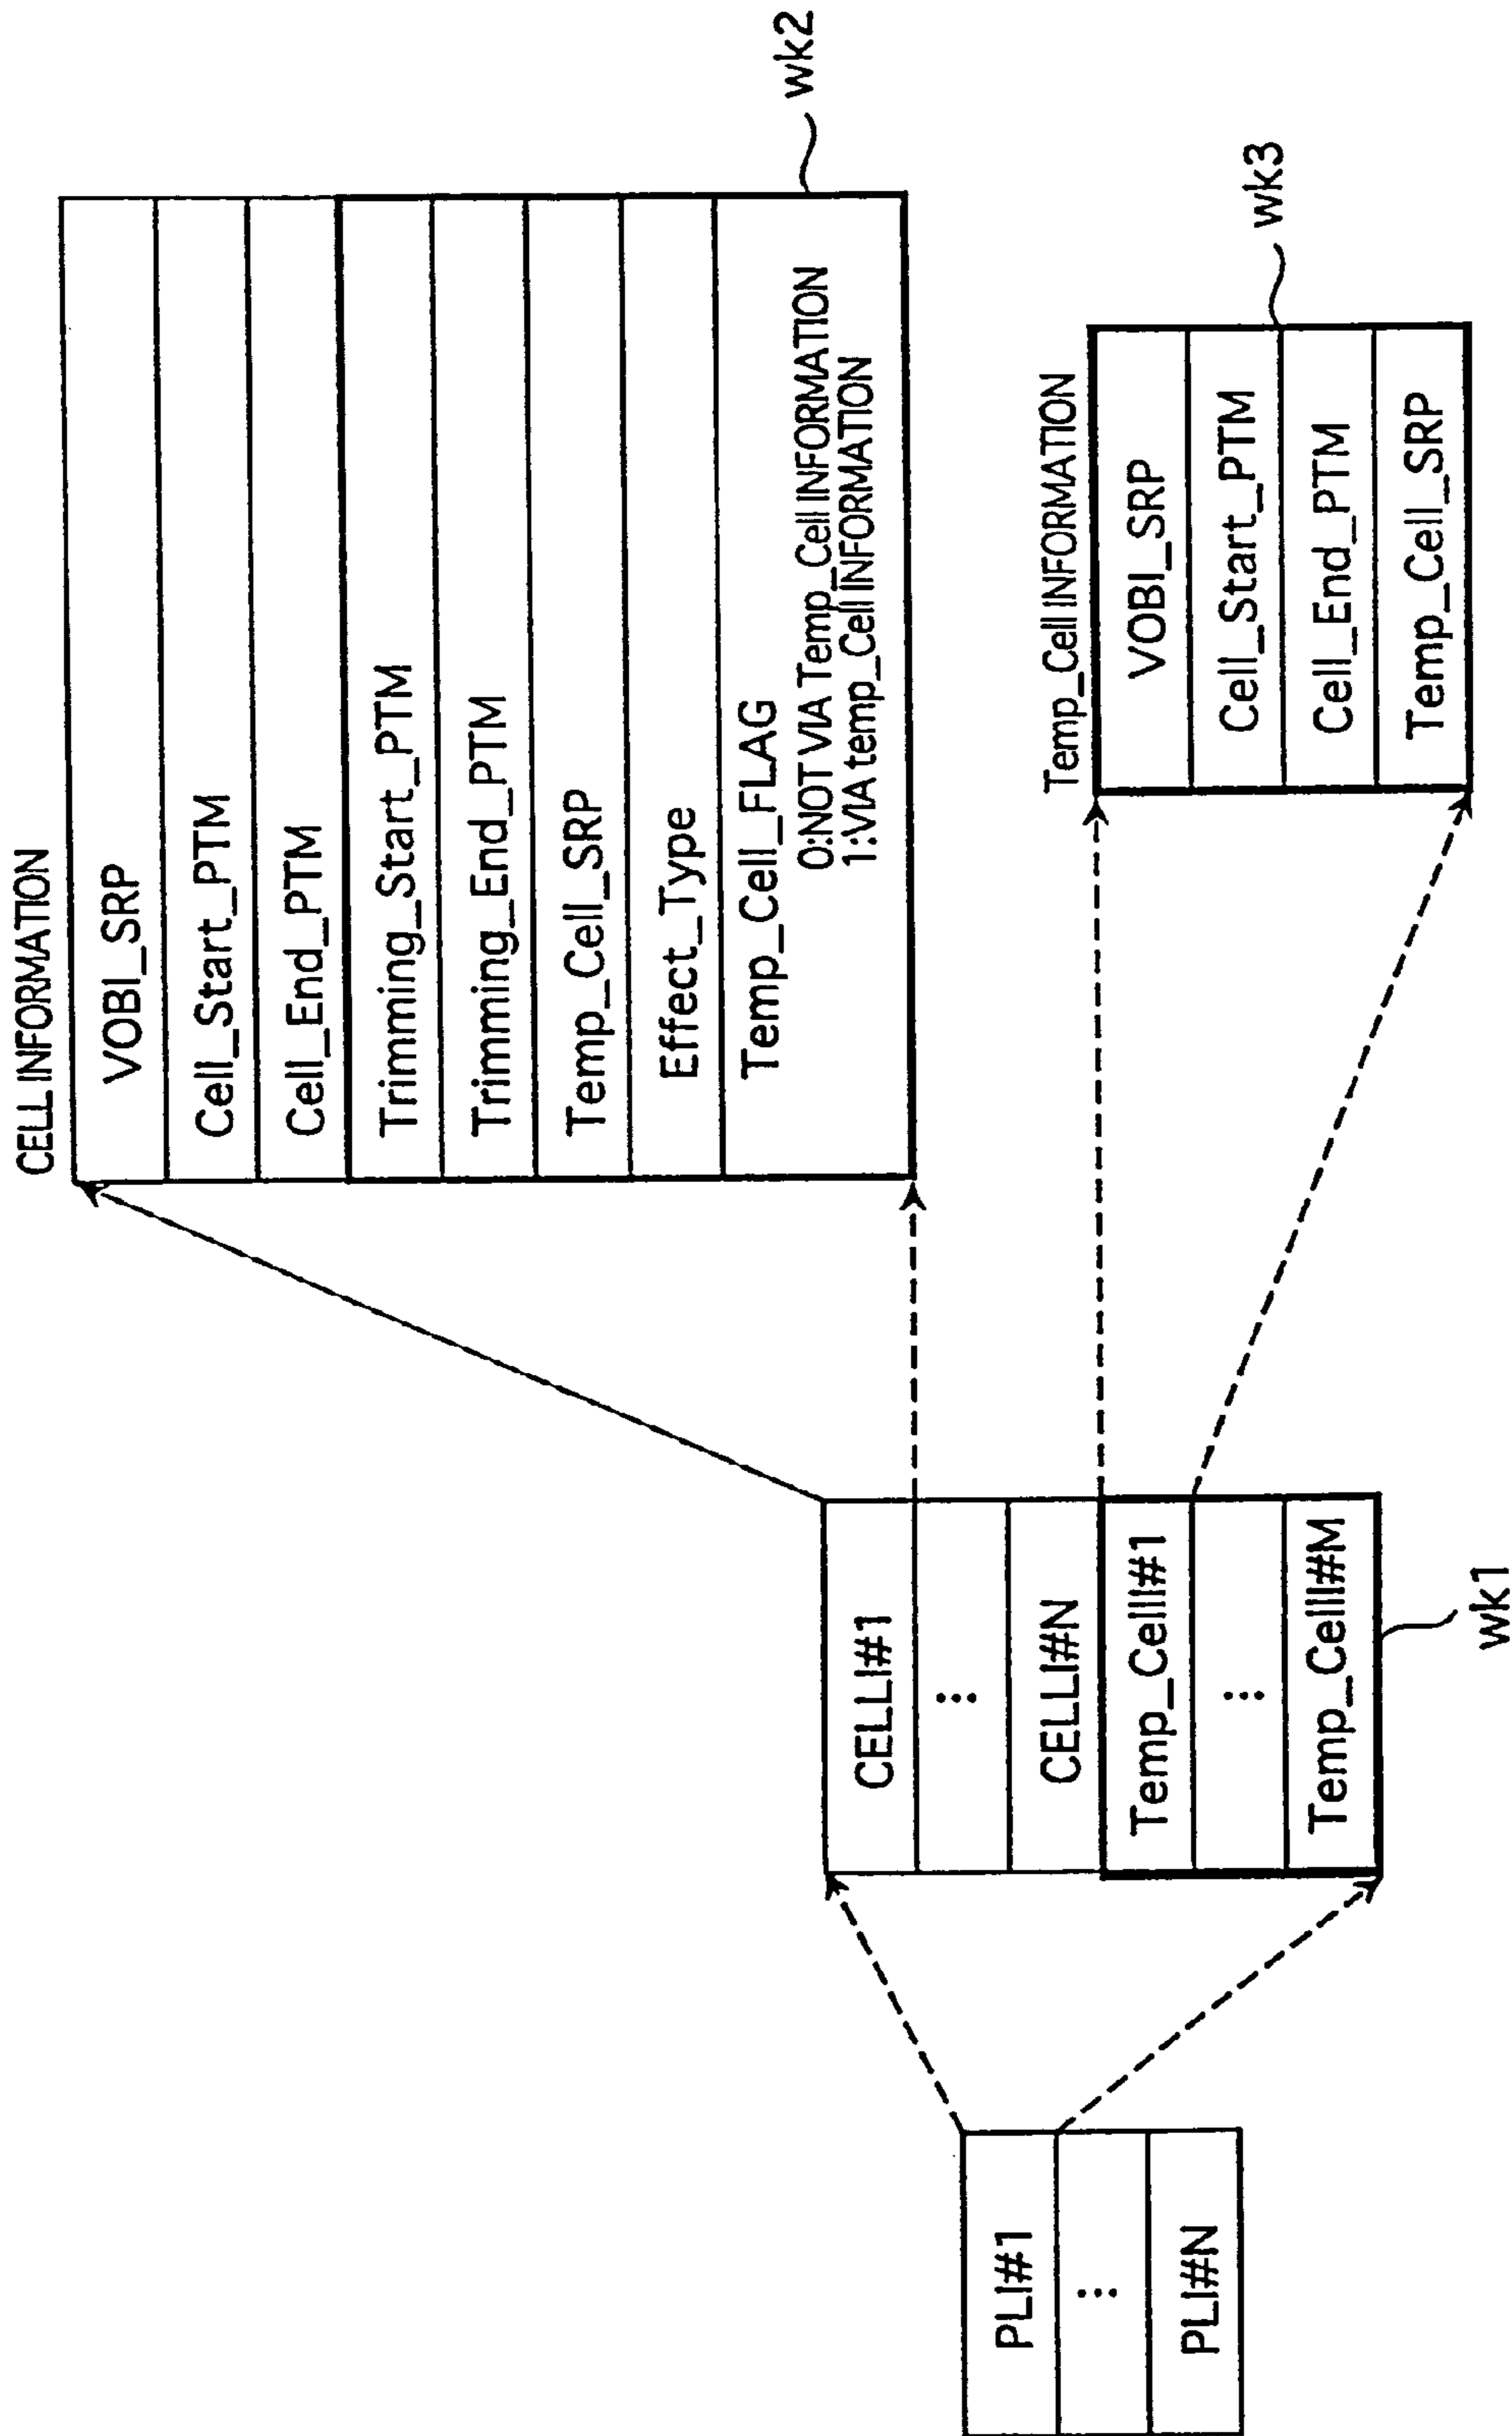 PLI#1
⋮
PLI#N
CELLI#1
⋮
CELLI#N
Temp_CellI#1
⋮
Temp_CellI#M
wk1
CELL INFORMATION
VOBI_SRP
Cell_Start_PTM
Cell_End_PTM
Trimming_Start_PTM
Trimming_End_PTM
Temp_Cell_SRP
Effect_Type
Temp_Cell_FLAG
0:NOT VIA Temp_Cell INFORMATION
1:VIA temp_Cell INFORMATION
wk2
Temp_Cell INFORMATION
VOBI_SRP
Cell_Start_PTM
Cell_End_PTM
Temp_Cell_SRP
wk3